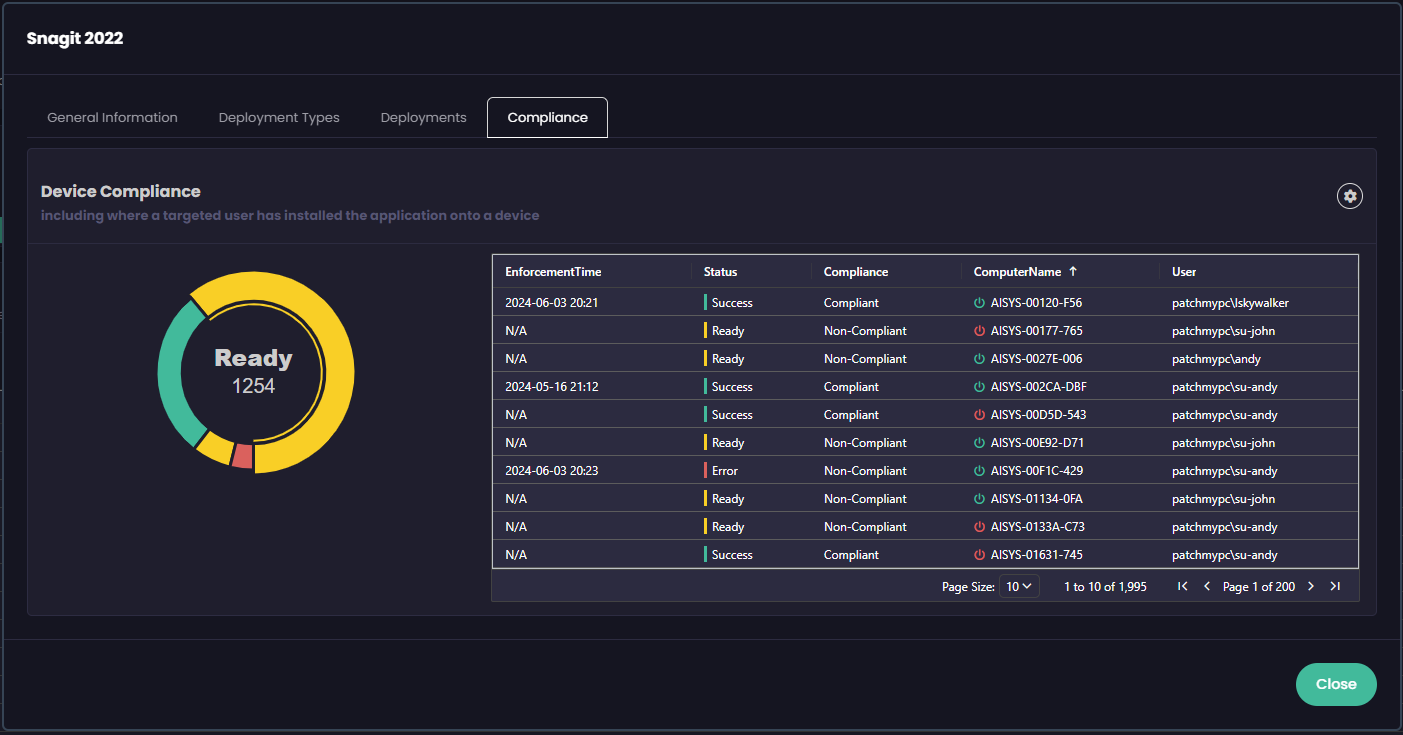 Snagit 2022
General Information Deployment Types Deployments Compliance
Device Compliance
including where a targeted user has installed the application onto a device
Ready
1254
EnforcementTime Status Compliance ComputerName User
2024-06-03 20:21 Success Compliant AISYS-00120-F56 patchmypc\lskywalker
N/A Ready Non-Compliant AISYS-00177-765 patchmypc\su-john
N/A Ready Non-Compliant AISYS-0027E-006 patchmypc\andy
2024-05-16 21:12 Success Compliant AISYS-002CA-DBF patchmypc\su-andy
N/A Success Compliant AISYS-00D5D-543 patchmypc\su-andy
N/A Ready Non-Compliant AISYS-00E92-D71 patchmypc\su-john
2024-06-03 20:23 Error Non-Compliant AISYS-00F1C-429 patchmypc\su-andy
N/A Ready Non-Compliant AISYS-01134-0FA patchmypc\su-john
N/A Ready Non-Compliant AISYS-0133A-C73 patchmypc\su-andy
N/A Success Compliant AISYS-01631-745 patchmypc\su-andy
Page Size: 10 1 to 10 of 1,995 Page 1 of 200
Close